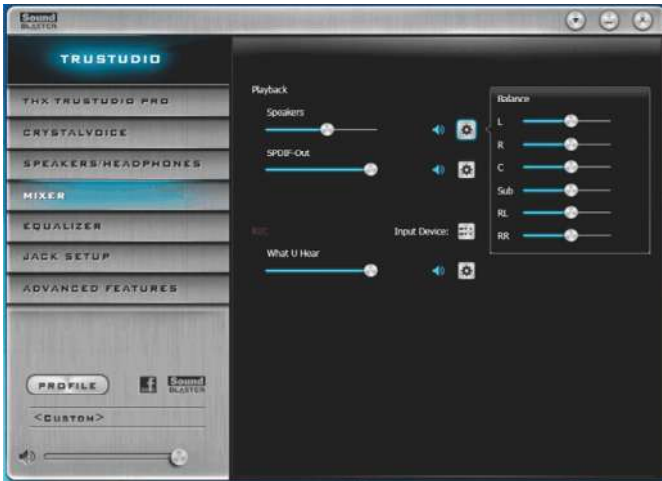 Sound
BLASTER
TRUSTUDIO
THX TRUSTUDIO PRO
CRYSTALVOICE
SPEAKERS/HEADPHONES
MIXER
EQUALIZER
JACK SETUP
ADVANCED FEATURES
PROFILE
f
Sound
BLASTER
<CUSTOM>
Playback
Speakers
SPDIF-Out
REC
Input Device:
What U Hear
Balance
L
R
C
Sub
RL
RR